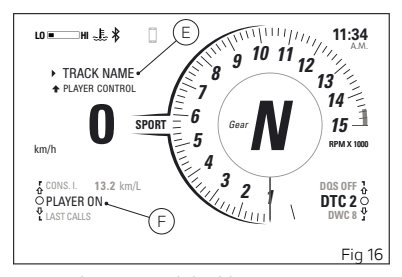 LO HI
11:34
A.M.
E
TRACK NAME
PLAYER CONTROL
0
km/h
SPORT
Gear
N
1
2
3
4
5
6
7
8
9
10
11
12
13
14
15
RPM X 1000
CONS. I. 13.2 km/L
PLAYER ON
LAST CALLS
F
DQS OFF
DTC 2
DWC 8
Fig 16